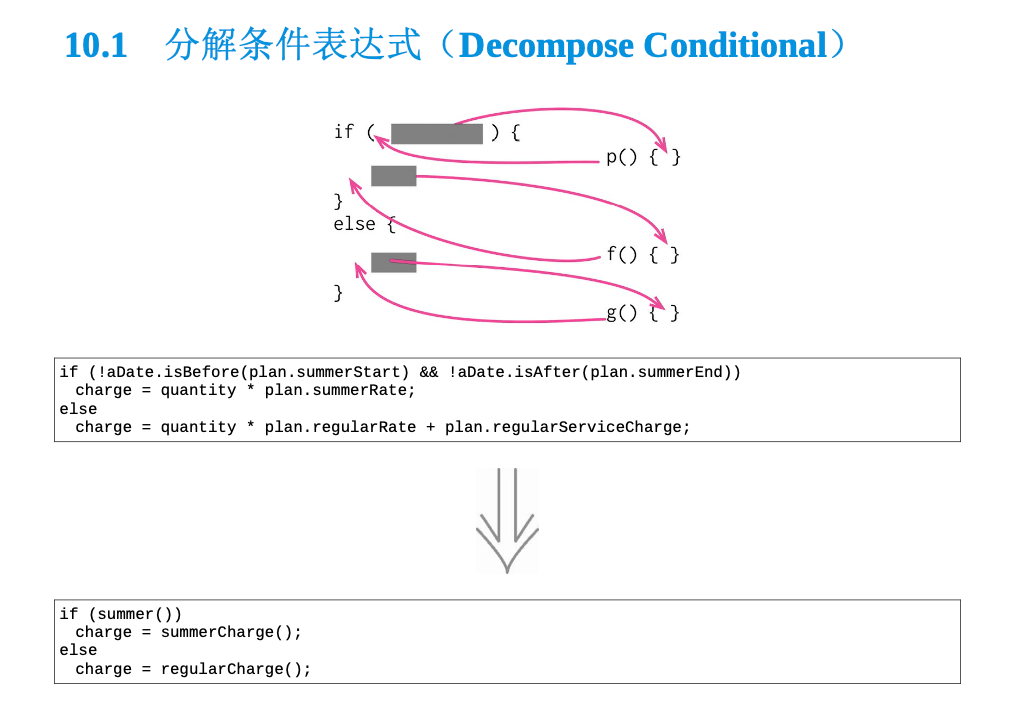 10.1 分解条件表达式（Decompose Conditional）
if ( ) {
p() { }
}
else {
f() { }
}
g() { }
if (!aDate.isBefore(plan.summerStart) && !aDate.isAfter(plan.summerEnd))
charge = quantity * plan.summerRate;
else
charge = quantity * plan.regularRate + plan.regularServiceCharge;
if (summer())
charge = summerCharge();
else
charge = regularCharge();